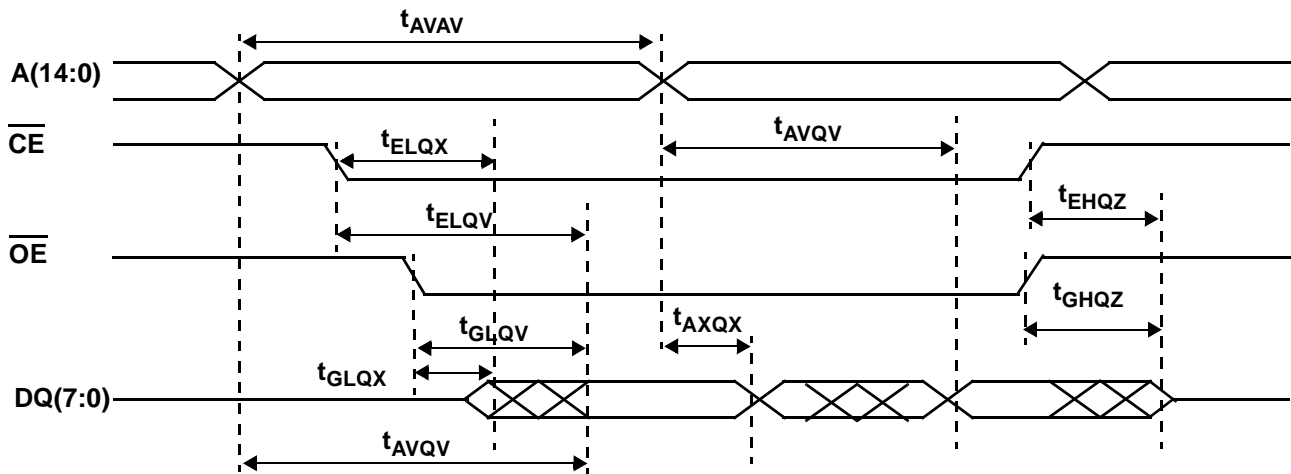 tAVAV
A(14:0)
CE
tELQX
tAVQV
tELQV
tEHQZ
OE
tGHQZ
tGLQV
tAXQX
tGLQX
DQ(7:0)
tAVQV